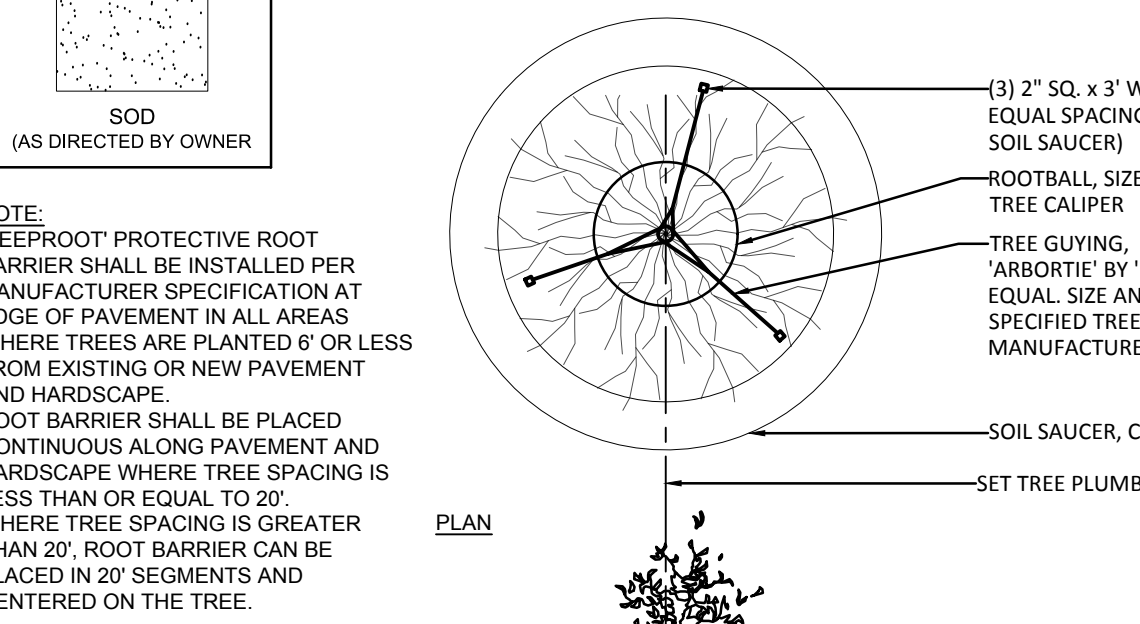 SOD
(AS DIRECTED BY OWNER
OTE:
EEPROOT' PROTECTIVE ROOT
ARRIER SHALL BE INSTALLED PER
ANUFACTURER SPECIFICATION AT
DGE OF PAVEMENT IN ALL AREAS
HERE TREES ARE PLANTED 6' OR LESS
ROM EXISTING OR NEW PAVEMENT
ND HARDSCAPE.
OOT BARRIER SHALL BE PLACED
ONTINUOUS ALONG PAVEMENT AND
ARDSCAPE WHERE TREE SPACING IS
ESS THAN OR EQUAL TO 20'.
HERE TREE SPACING IS GREATER
HAN 20', ROOT BARRIER CAN BE
LACED IN 20' SEGMENTS AND
ENTERED ON THE TREE.
PLAN
(3) 2" SQ. x 3' W
EQUAL SPACING
SOIL SAUCER)
ROOTBALL, SIZE
TREE CALIPER
TREE GUYING,
'ARBORTIE' BY '
EQUAL. SIZE AN
SPECIFIED TREE
MANUFACTURE
SOIL SAUCER, C
SET TREE PLUMB